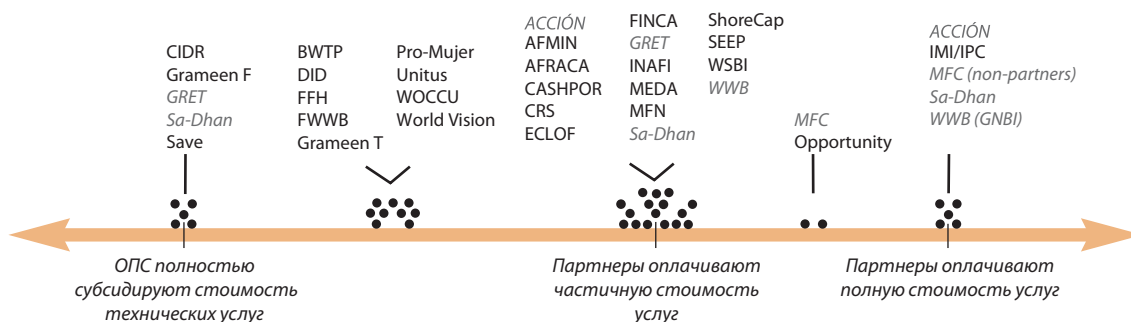 CIDR
Grameen F
GRET
Sa-Dhan
Save
BWTP
DID
FFH
FWWB
Grameen T
Pro-Mujer
Unitus
WOCCU
World Vision
ACCIÓN
AFMIN
AFRACA
CASHPOR
CRS
ECLOF
FINCA
GRET
INAFI
MEDA
MFN
Sa-Dhan
ShoreCap
SEEP
WSBI
WWB
MFC
Opportunity
ACCIÓN
IMI/IPC
MFC (non-partners)
Sa-Dhan
WWB (GNBI)
ОПС полностью
субсидируют стоимость
технических услуг
Партнеры оплачивают
частичную стоимость
услуг
Партнеры оплачивают
полную стоимость услуг